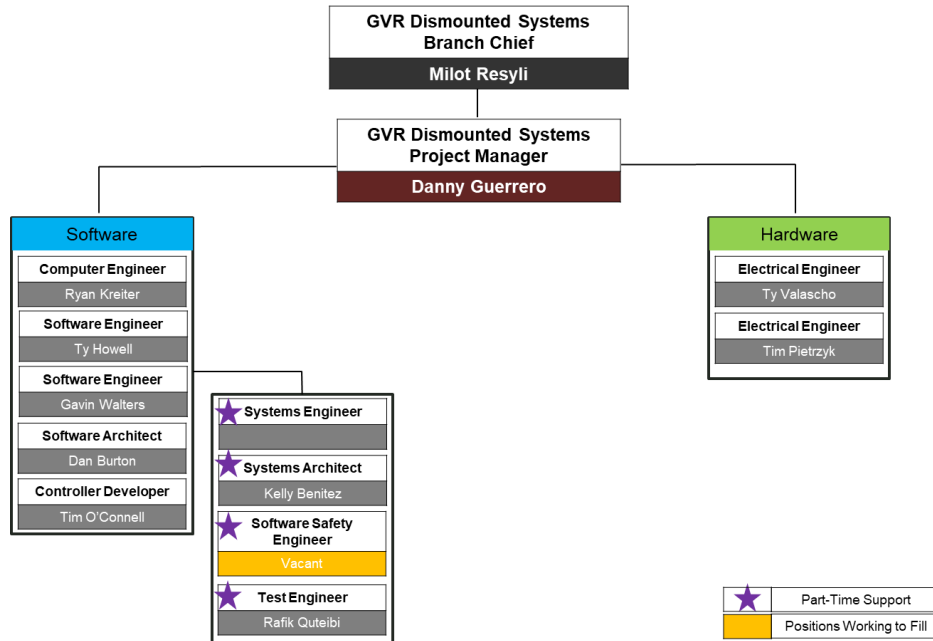 GVR Dismounted Systems
Branch Chief
Milot Resyli
GVR Dismounted Systems
Project Manager
Danny Guerrero
Software
Computer Engineer
Ryan Kreiter
Software Engineer
Ty Howell
Software Engineer
Gavin Walters
Software Architect
Dan Burton
Controller Developer
Tim O'Connell
Systems Engineer
Systems Architect
Kelly Benitez
Software Safety
Engineer
Vacant
Test Engineer
Rafik Quteibi
Hardware
Electrical Engineer
Ty Valascho
Electrical Engineer
Tim Pietrzyk
Part-Time Support
Positions Working to Fill